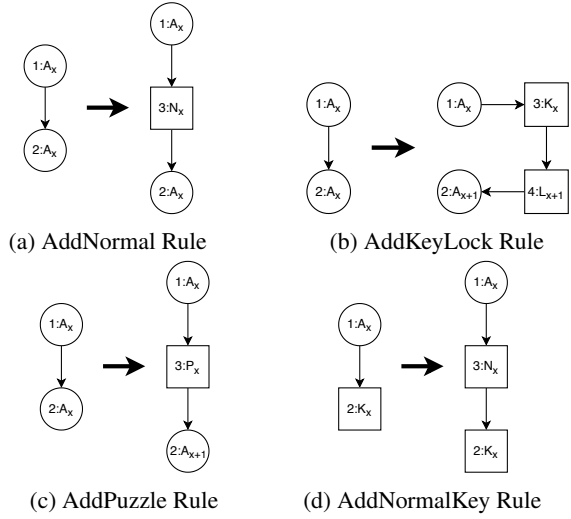 1:Ax
2:Ax
1:Ax
3:Nx
2:Ax
(a) AddNormal Rule
1:Ax
2:Ax
1:Ax
3:Kx
2:Ax+1
4:Lx+1
(b) AddKeyLock Rule
1:Ax
2:Ax
1:Ax
3:Px
2:Ax+1
(c) AddPuzzle Rule
1:Ax
2:Kx
1:Ax
3:Nx
2:Kx
(d) AddNormalKey Rule